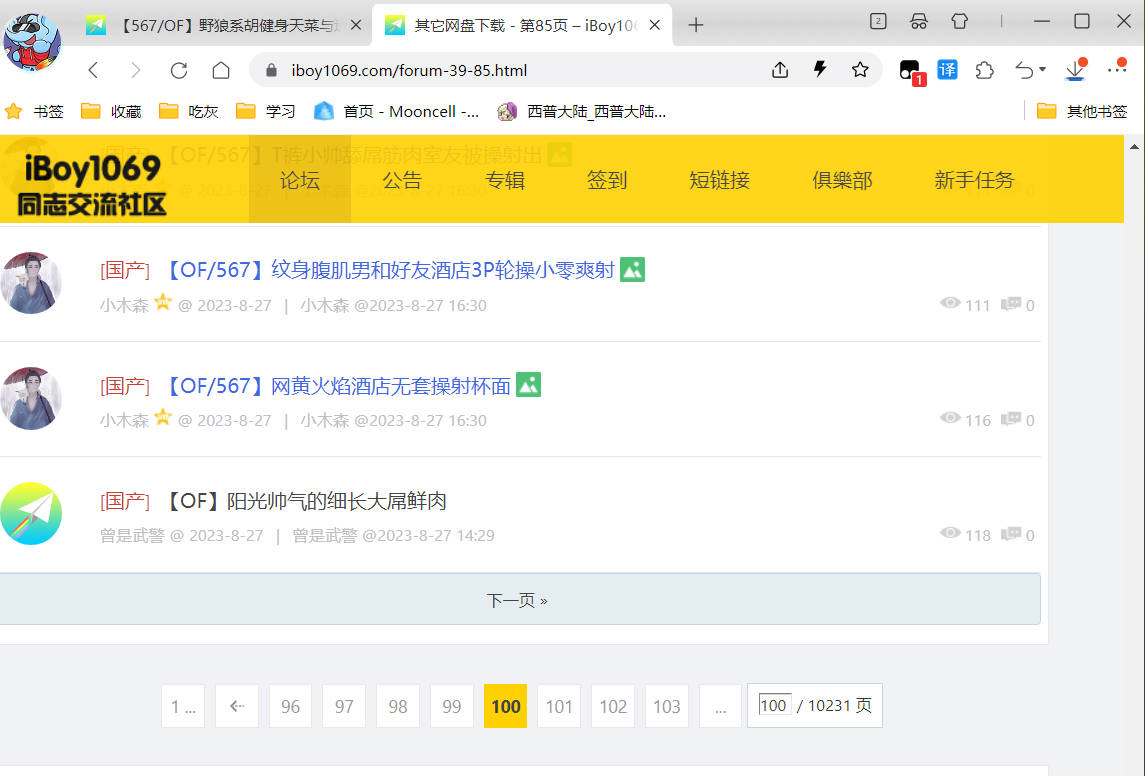 【567/OF】野狼系胡健身天菜与
其它网盘下载 - 第85页 – iBoy106
2
iboy1069.com/forum-39-85.html
1
译
书签
收藏
吃灰
学习
首页 - Mooncell -...
西普大陆_西普大陆...
其他书签
iBoy1069
同志交流社区
论坛
公告
专辑
签到
短链接
俱樂部
新手任务
[国产] 【OF/567】T裤小帅舔屌筋肉室友被操射出
[国产] 【OF/567】纹身腹肌男和好友酒店3P轮操小零爽射
小木森 @ 2023-8-27 | 小木森 @2023-8-27 16:30
111 0
[国产] 【OF/567】网黄火焰酒店无套操射杯面
小木森 @ 2023-8-27 | 小木森 @2023-8-27 16:30
116 0
[国产] 【OF】阳光帅气的细长大屌鲜肉
曾是武警 @ 2023-8-27 | 曾是武警 @2023-8-27 14:29
118 0
下一页 »
1 ... 96 97 98 99 100 101 102 103 ... 100 / 10231 页